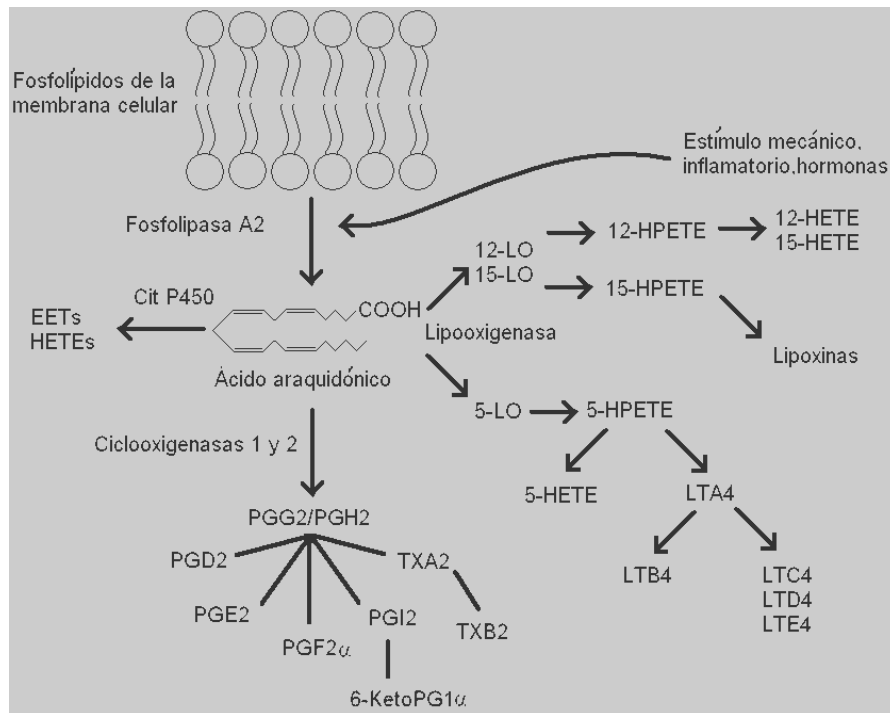 Fosfolípidos de la
membrana celular
Estímulo mecánico,
inflamatorio,hormonas
Fosfolipasa A2
12-LO
15-LO
12-HPETE
12-HETE
15-HETE
15-HPETE
Cit P450
EETs
HETEs
COOH
Lipooxigenasa
Lipoxinas
Ácido araquidónico
5-LO
5-HPETE
Ciclooxigenasas 1 y 2
5-HETE
LTA4
PGG2/PGH2
PGD2
TXA2
LTB4
LTC4
LTD4
LTE4
PGE2
PGF2α
PGI2
TXB2
6-KetoPG1α